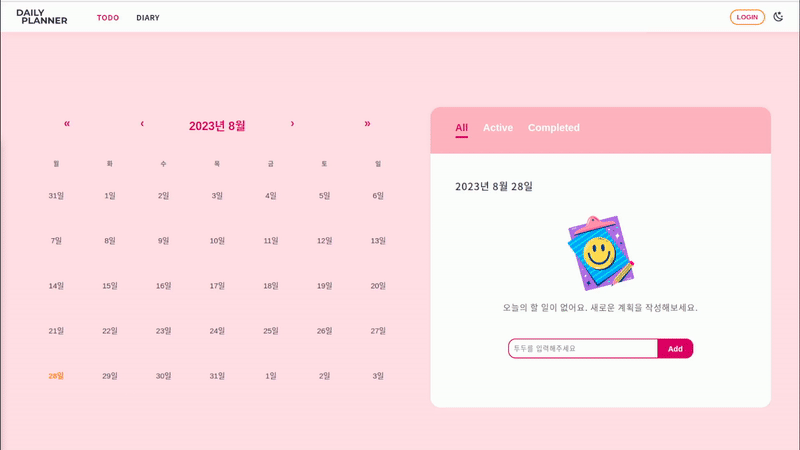 DAILY
PLANNER
TODO DIARY
LOGIN
« ‹ 2023년 8월 › »
월 화 수 목 금 토 일
31일 1일 2일 3일 4일 5일 6일
7일 8일 9일 10일 11일 12일 13일
14일 15일 16일 17일 18일 19일 20일
21일 22일 23일 24일 25일 26일 27일
28일 29일 30일 31일 1일 2일 3일
All Active Completed
2023년 8월 28일
오늘의 할 일이 없어요. 새로운 계획을 작성해보세요.
투두를 입력해주세요 Add